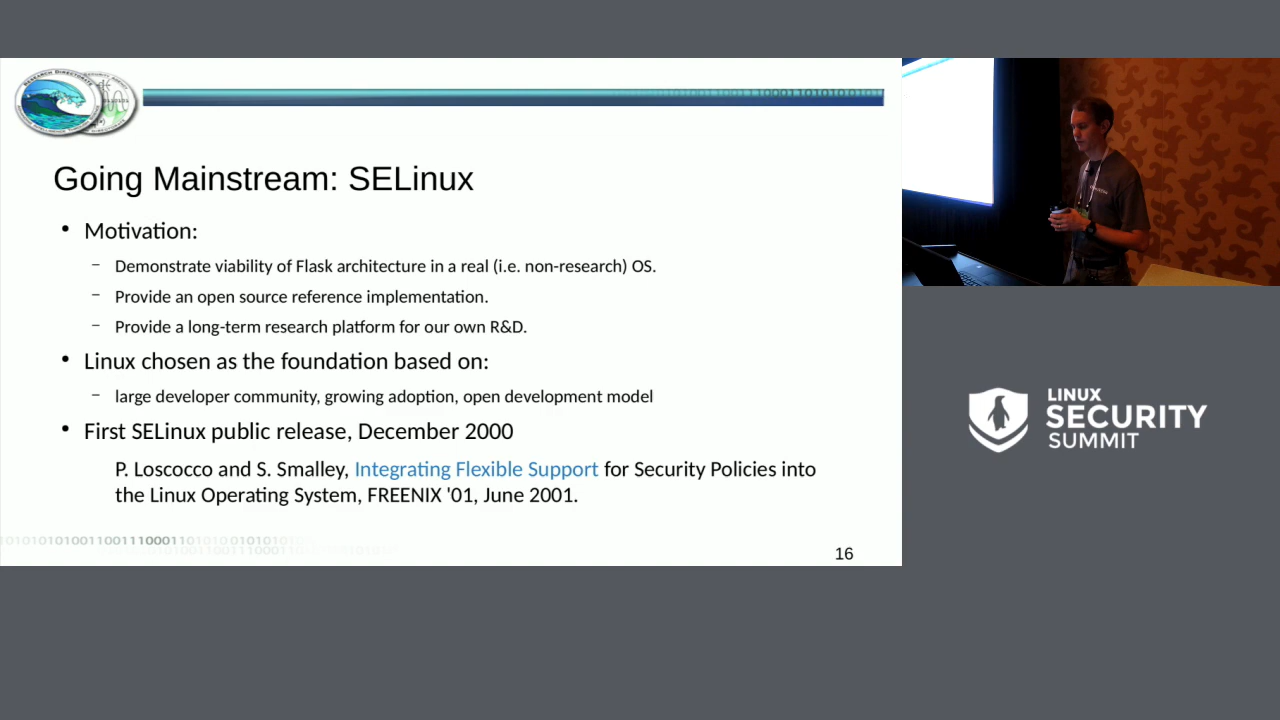 Going Mainstream: SELinux
• Motivation:
– Demonstrate viability of Flask architecture in a real (i.e. non-research) OS.
– Provide an open source reference implementation.
– Provide a long-term research platform for our own R&D.
• Linux chosen as the foundation based on:
– large developer community, growing adoption, open development model
• First SELinux public release, December 2000
P. Loscocco and S. Smalley, Integrating Flexible Support for Security Policies into
the Linux Operating System, FREENIX '01, June 2001.
16
LINUX
SECURITY
SUMMIT